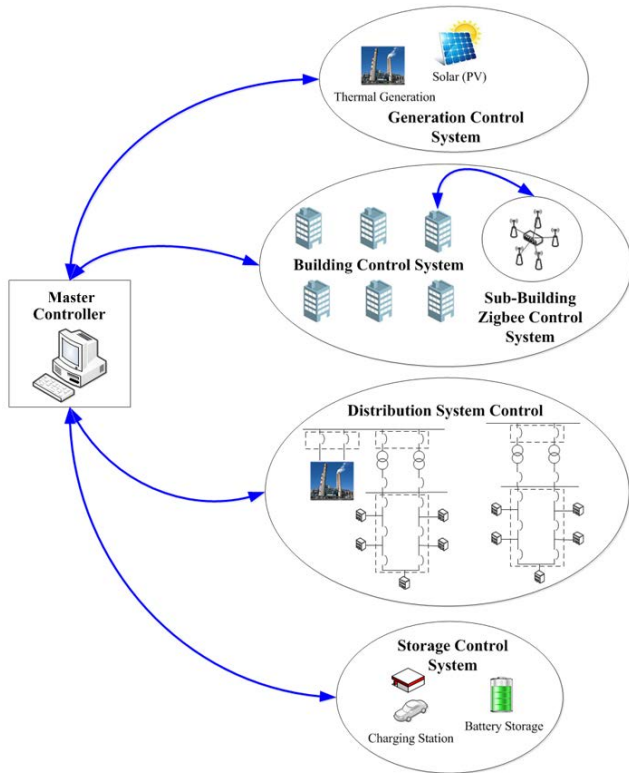 Solar (PV)
Thermal Generation
Generation Control
System
Building Control System
Sub-Building
Zigbee Control
System
Master
Controller
Distribution System Control
Storage Control
System
Charging Station
Battery Storage